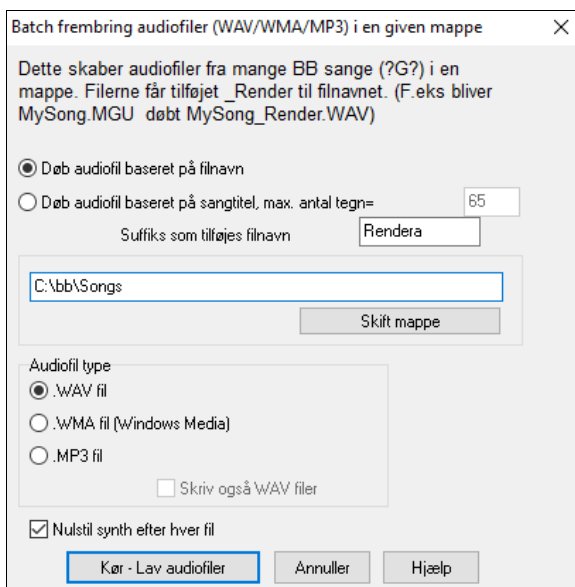 Batch frembring audiofiler (WAV/WMA/MP3) i en given mappe
Dette skaber audiofiler fra mange BB sange (?G?) i en
mappe. Filerne får tilføjet _Render til filnavnet. (F.eks bliver
MySong.MGU  døbt MySong_Render.WAV)
Døb audiofil baseret på filnavn
Døb audiofil baseret på sangtitel, max. antal tegn= 65
Suffiks som tilføjes filnavn Rendera
C:\bb\Songs
Skift mappe
Audiofil type
.WAV fil
.WMA fil (Windows Media)
.MP3 fil
Skriv også WAV filer
Nulstil synth efter hver fil
Kør - Lav audiofiler Annuller Hjælp